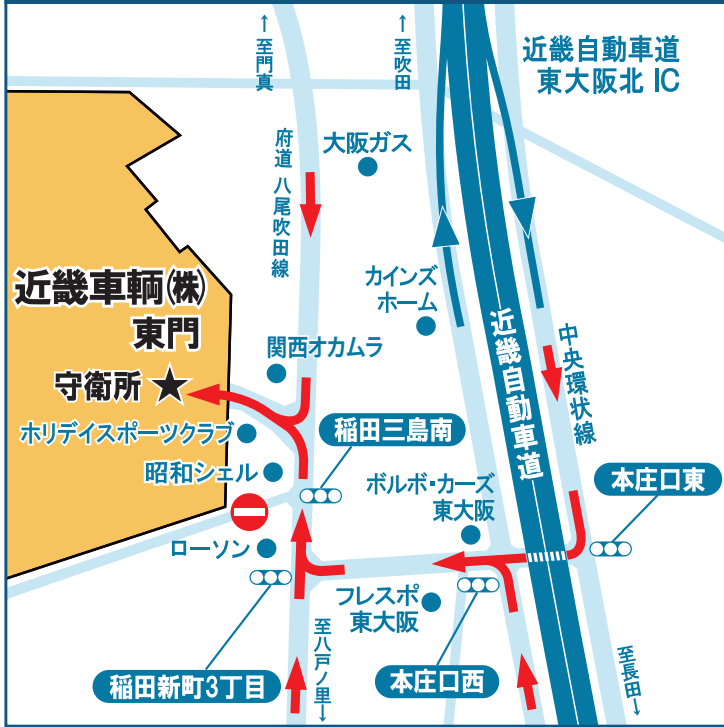 ↑至門真
↑至吹田
近畿自動車道
東大阪北 IC
大阪ガス
府道 八尾吹田線
近畿車輌(株)
東門
カインズ
ホーム
近畿自動車道
中央環状線
関西オカムラ
守衛所 ★
ホリデイスポーツクラブ
稲田三島南
昭和シェル
ボルボ・カーズ
東大阪
本庄口東
ローソン
フレスポ
東大阪
至八戸ノ里↓
至長田↓
稲田新町3丁目
本庄口西